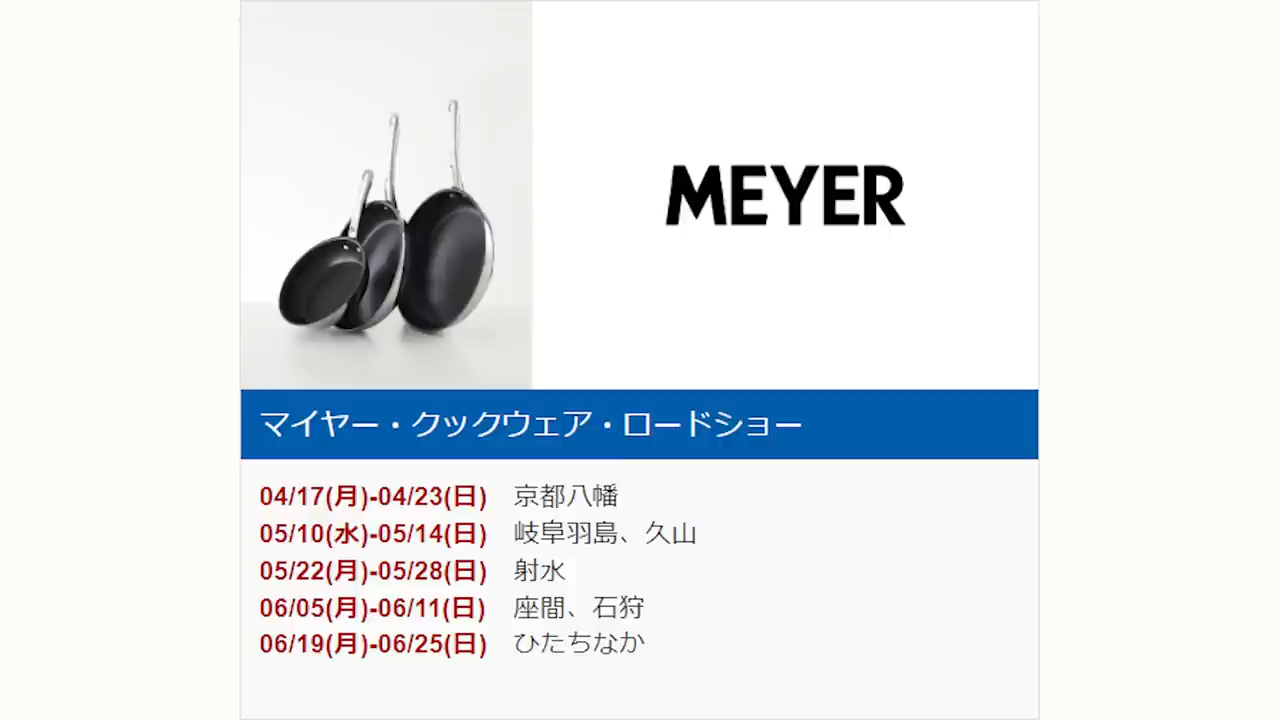 MEYER
マイヤー・クックウェア・ロードショー
04/17(月)-04/23(日) 京都八幡
05/10(水)-05/14(日) 岐阜羽島、久山
05/22(月)-05/28(日) 射水
06/05(月)-06/11(日) 座間、石狩
06/19(月)-06/25(日) ひたちなか